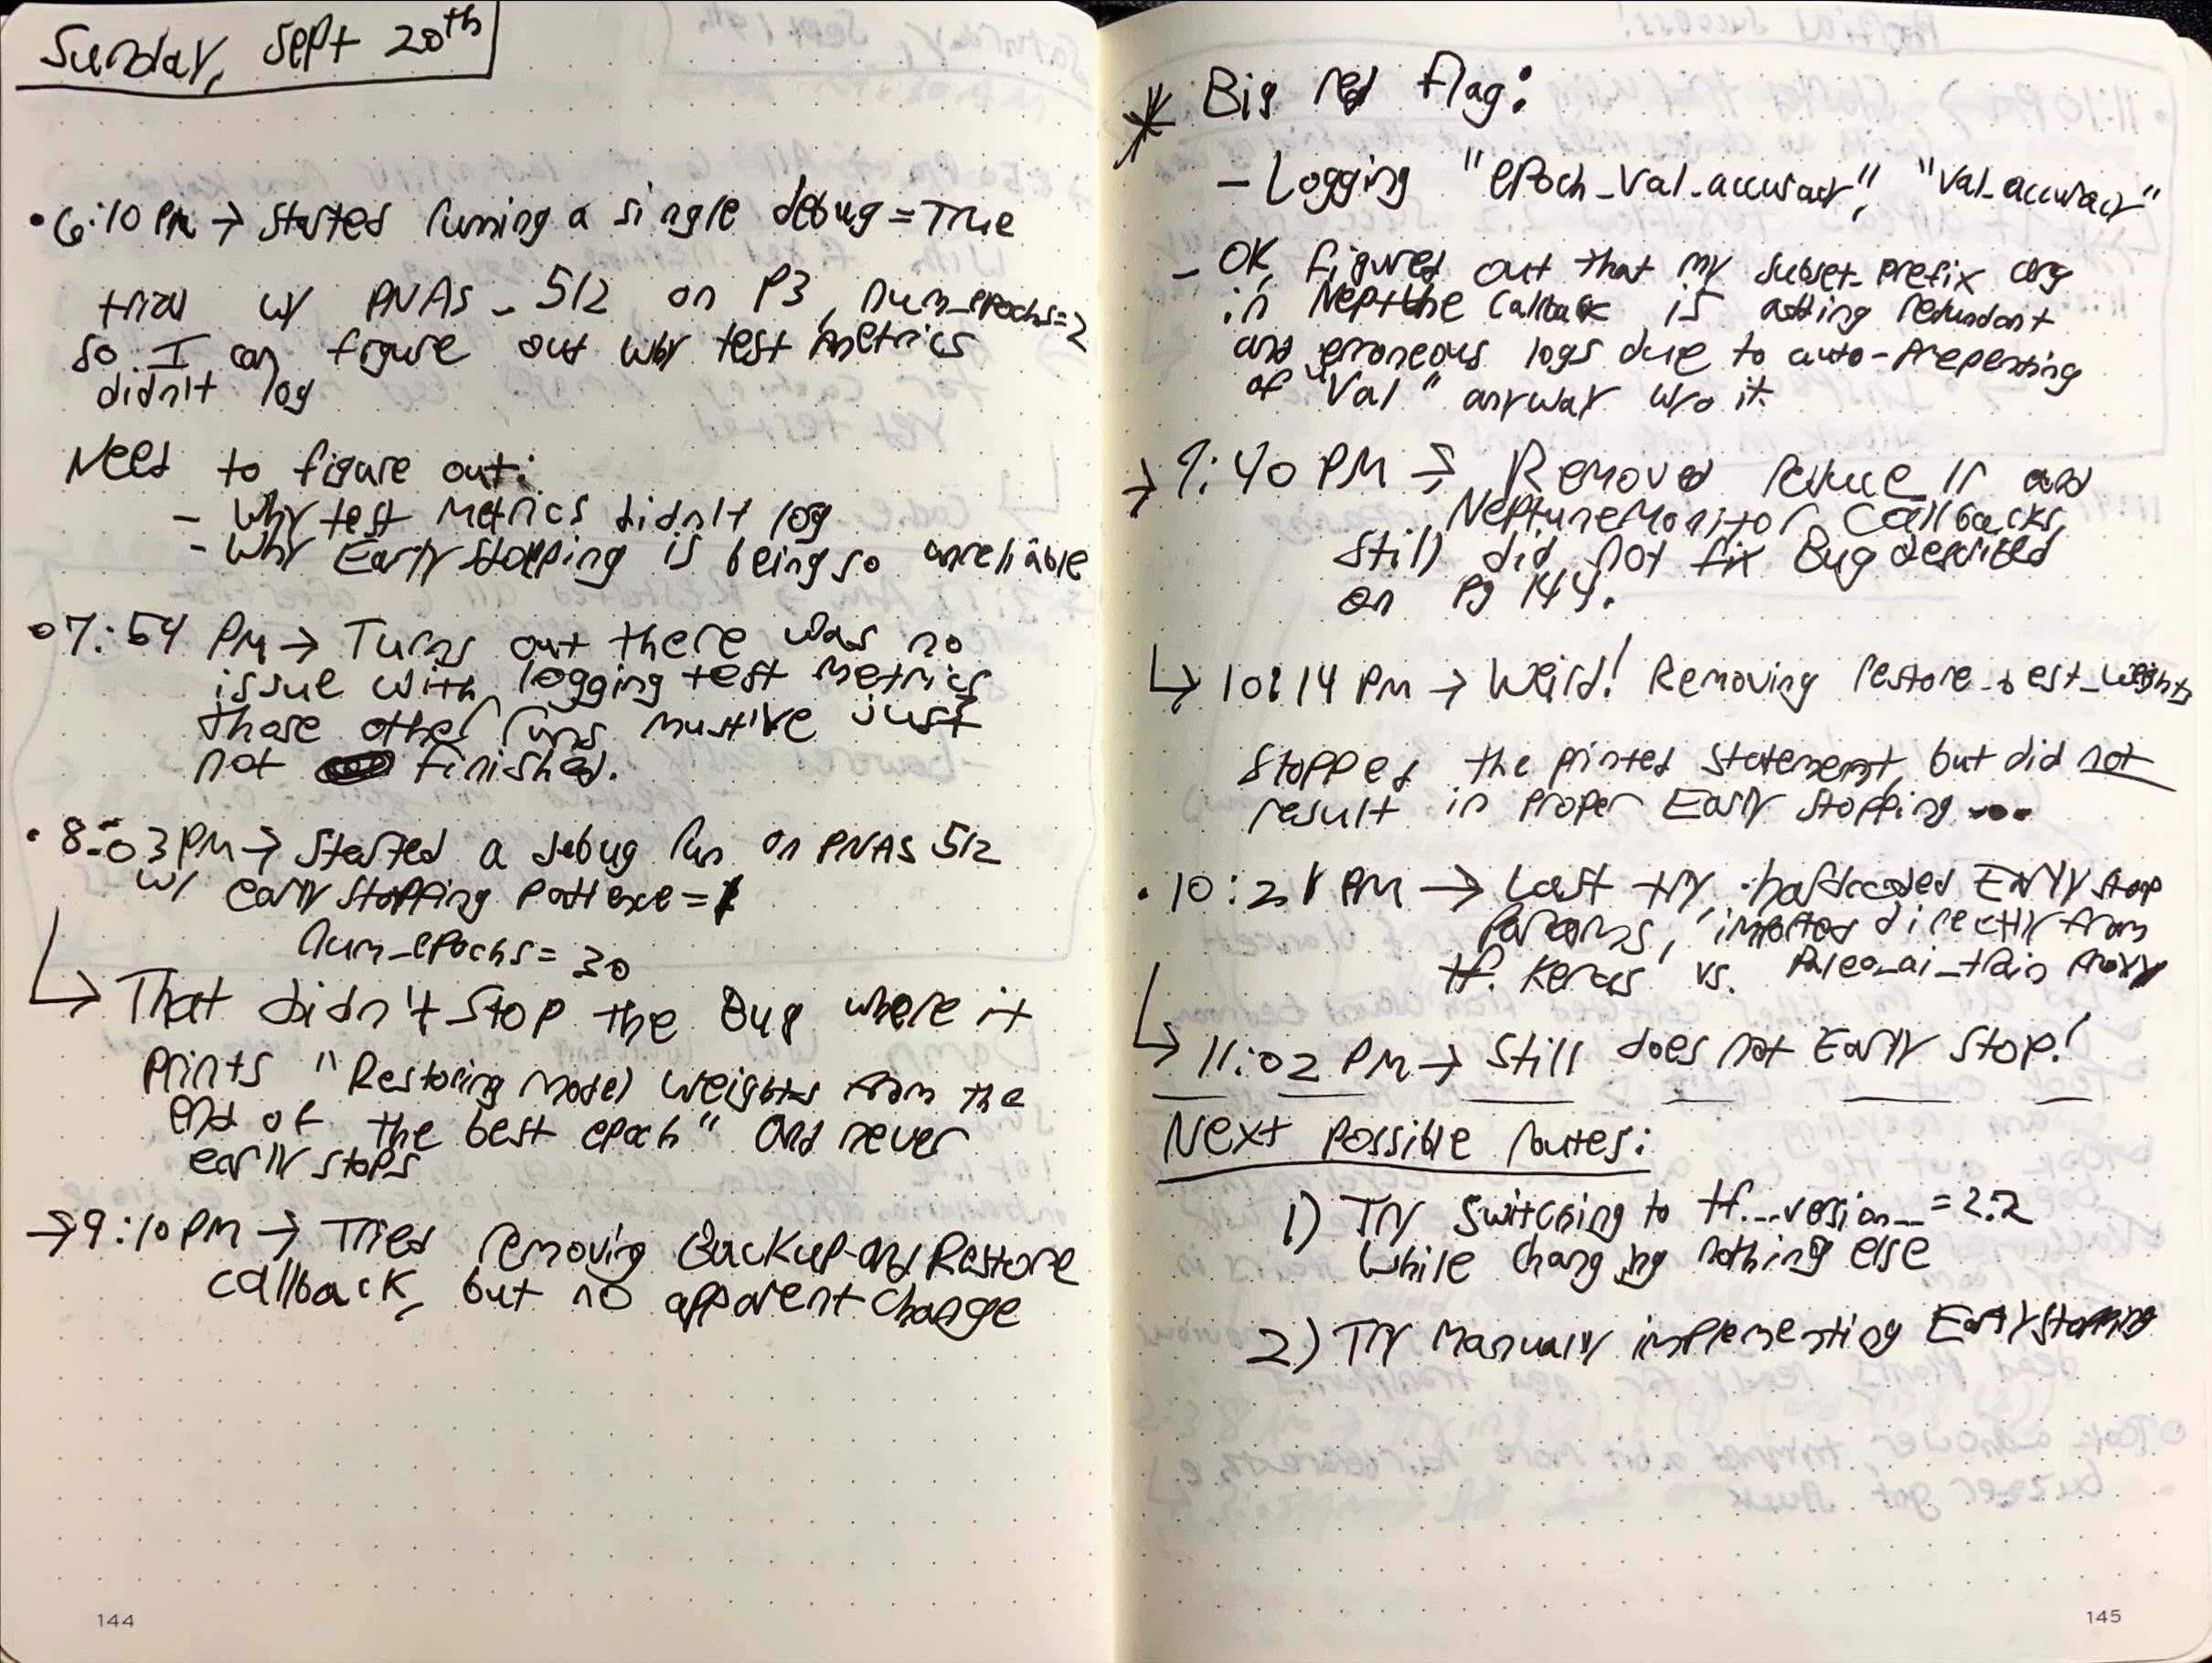 Sunday, Sept 20th
• 6:10 PM → Started running a single debug=True
trial w/ PNAS_512 on P3, num_epochs=2
so I can figure out why test metrics
didn't log
Need to figure out:
- Why test metrics didn't log
- Why EarlyStopping is being so unreliable
• 7:54 PM → Turns out there was no
issue with logging test metrics
those other runs must've just
not finished.
• 8:03 PM → Started a debug run on PNAS 512
w/ early stopping patience=1
num_epochs=30
↳ That didn't stop the Bug where it
prints "Restoring model weights from the
end of the best epoch" and never
early stops
→ 9:10 PM → Tried removing BackupandRestore
callback, but no apparent change
144
* Big red flag:
- Logging "epoch_val_accuracy", "val_accuracy"
- OK, figured out that my subset_prefix arg
in Neptune Callback is adding redundant
and erroneous logs due to auto-prepending
of "val" anyway w/o it.
→ 9:40 PM → Removed reduce_lr and
NeptuneMonitor Callbacks,
still did not fix Bug described
on pg 144.
↳ 10:14 PM → Weird! Removing restore_best_weights
stopped the printed statement, but did not
result in proper Early Stopping...
• 10:21 PM → Last try, hardcoded Early Stop
params, imported directly from
tf.keras vs. Paleo_ai_train proxy
↳ 11:02 PM → Still does not Early Stop!
Next possible routes:
1) Try switching to tf.__version__=2.2
while changing nothing else
2) Try manually implementing EarlyStopping
145